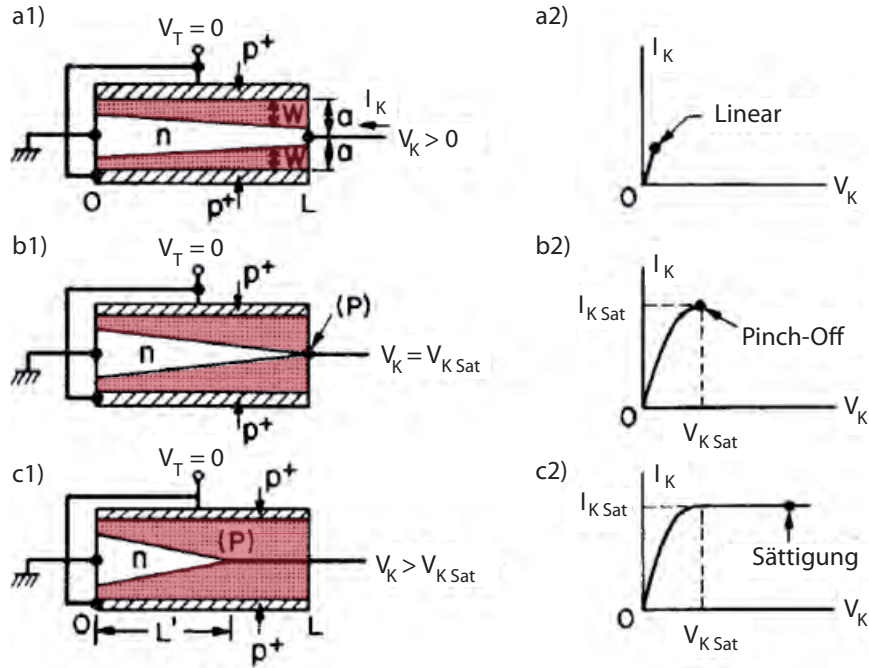 a1)
V_T = 0
p⁺
W
a
I_K
n
V_K > 0
W
a
O
p⁺
L
a2)
I_K
Linear
O
V_K
b1)
V_T = 0
p⁺
(P)
n
V_K = V_K Sat
p⁺
b2)
I_K
I_K Sat
Pinch-Off
O
V_K Sat
V_K
c1)
V_T = 0
p⁺
(P)
n
V_K > V_K Sat
O
L'
L
p⁺
c2)
I_K
I_K Sat
Sättigung
O
V_K Sat
V_K